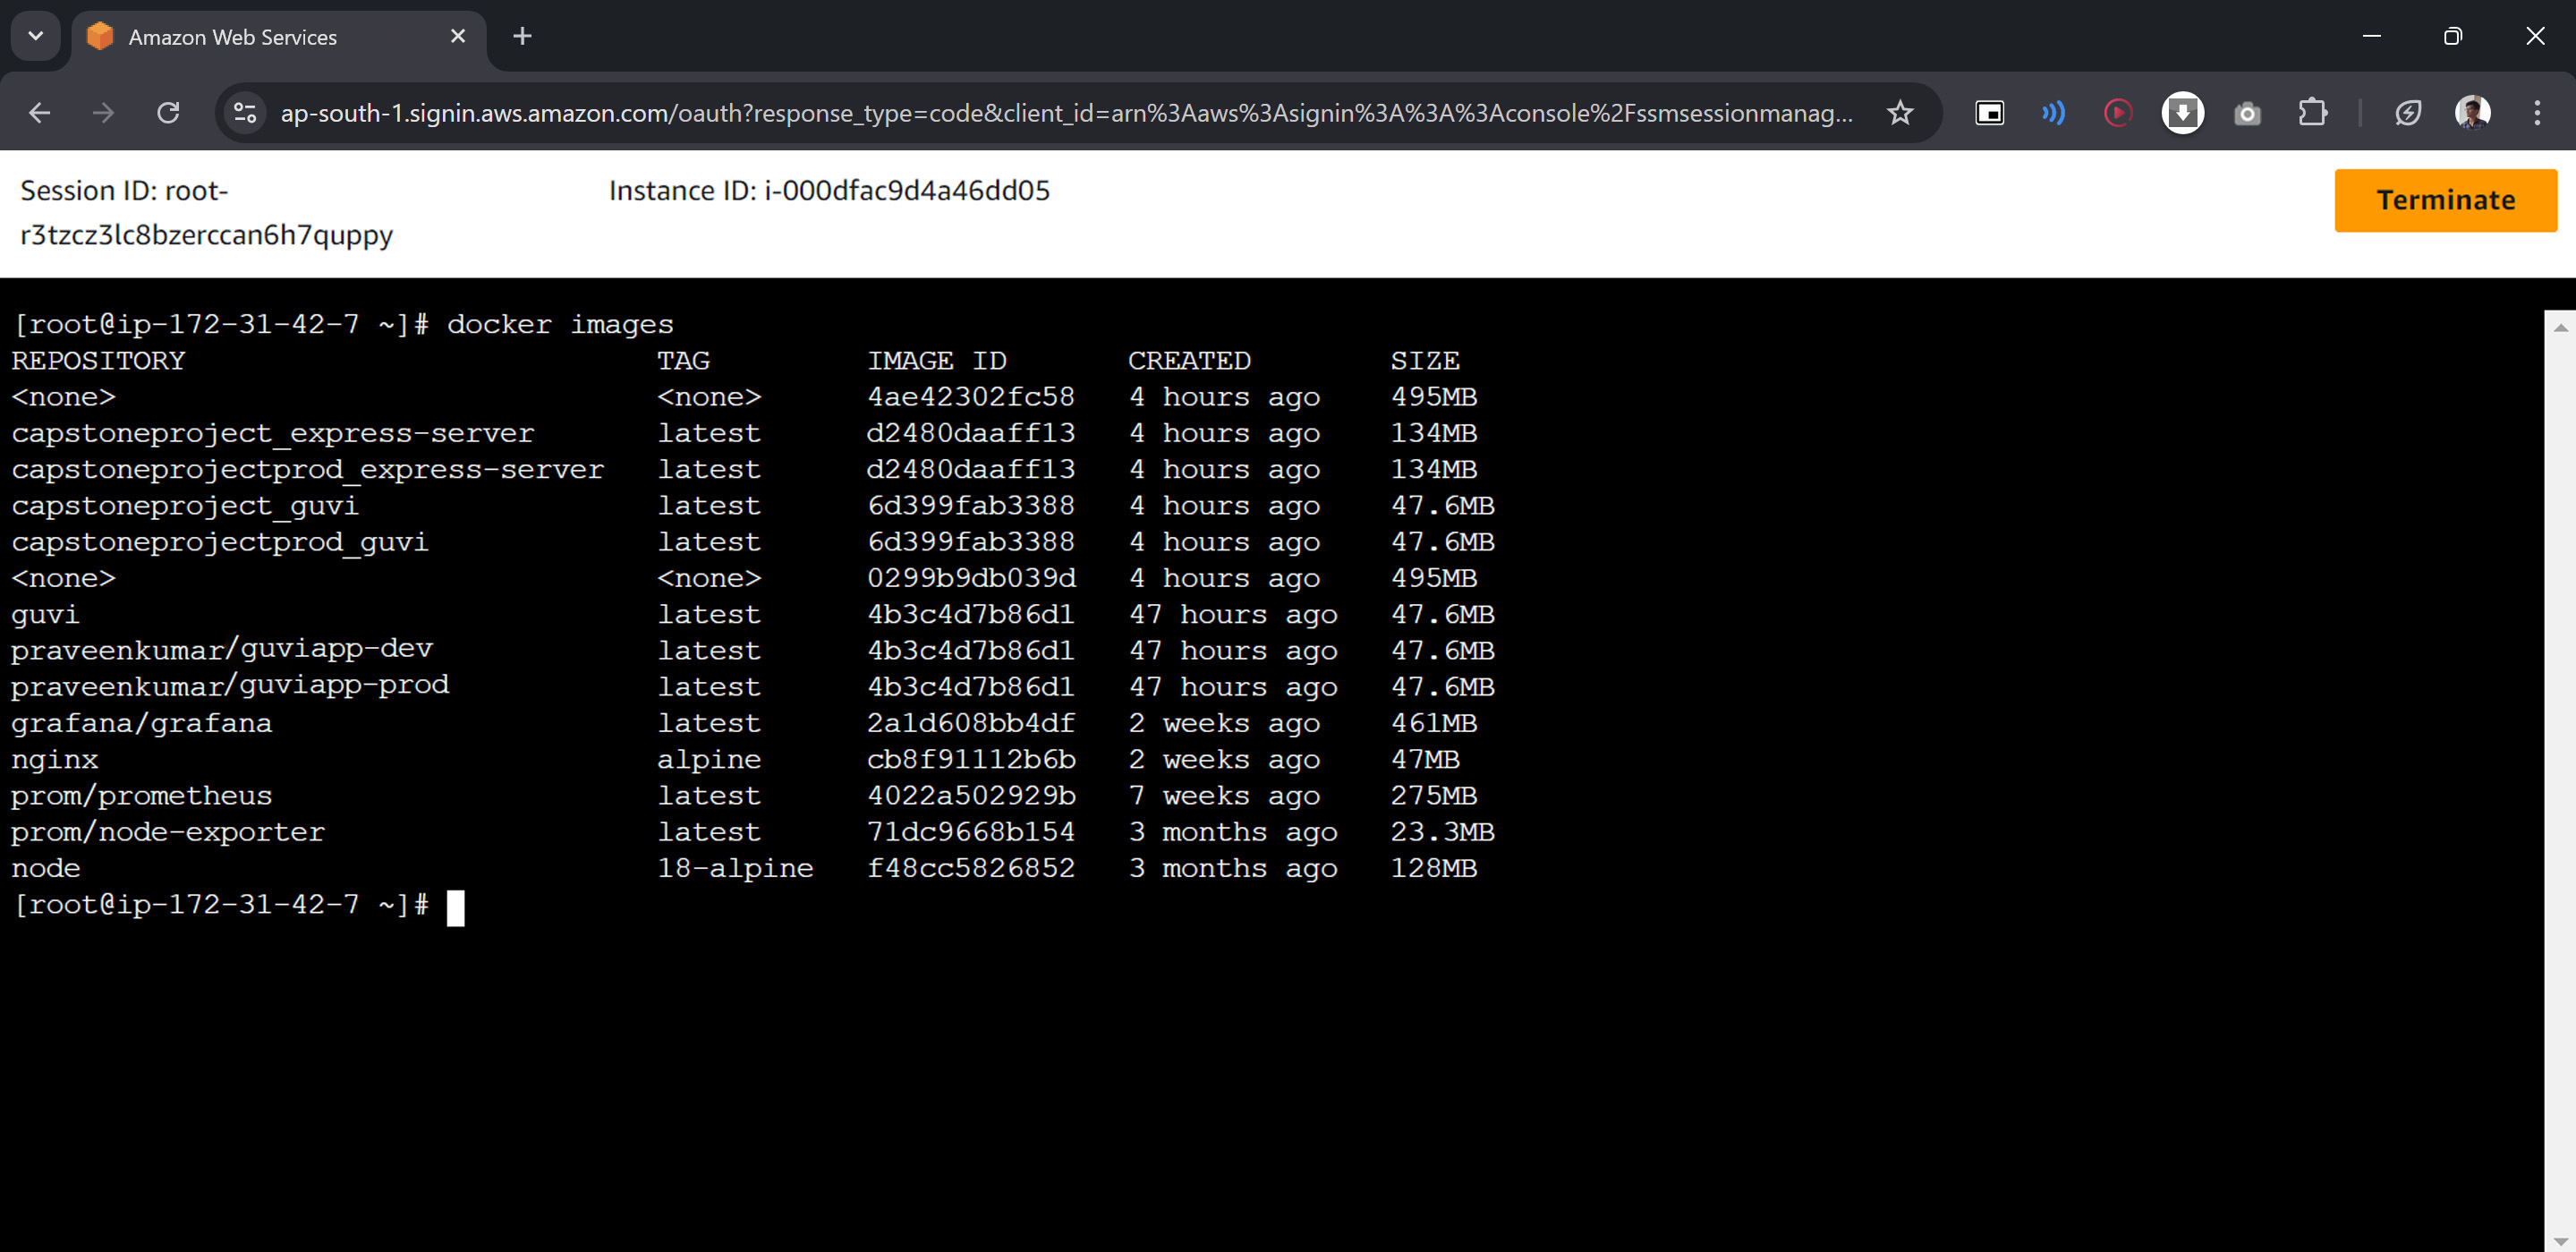 Amazon Web Services
ap-south-1.signin.aws.amazon.com/oauth?response_type=code&client_id=arn%3Aaws%3Asignin%3A%3A%3Aconsole%2Fssmsessionmanag...
Session ID: root-
r3tzcz3lc8bzerccan6h7quppy
Instance ID: i-000dfac9d4a46dd05
Terminate
[root@ip-172-31-42-7 ~]# docker images
REPOSITORY TAG IMAGE ID CREATED SIZE
<none> <none> 4ae42302fc58 4 hours ago 495MB
capstoneproject_express-server latest d2480daaff13 4 hours ago 134MB
capstoneprojectprod_express-server latest d2480daaff13 4 hours ago 134MB
capstoneproject_guvi latest 6d399fab3388 4 hours ago 47.6MB
capstoneprojectprod_guvi latest 6d399fab3388 4 hours ago 47.6MB
<none> <none> 0299b9db039d 4 hours ago 495MB
guvi latest 4b3c4d7b86d1 47 hours ago 47.6MB
praveenkumar/guviapp-dev latest 4b3c4d7b86d1 47 hours ago 47.6MB
praveenkumar/guviapp-prod latest 4b3c4d7b86d1 47 hours ago 47.6MB
grafana/grafana latest 2a1d608bb4df 2 weeks ago 461MB
nginx alpine cb8f91112b6b 2 weeks ago 47MB
prom/prometheus latest 4022a502929b 7 weeks ago 275MB
prom/node-exporter latest 71dc9668b154 3 months ago 23.3MB
node 18-alpine f48cc5826852 3 months ago 128MB
[root@ip-172-31-42-7 ~]#